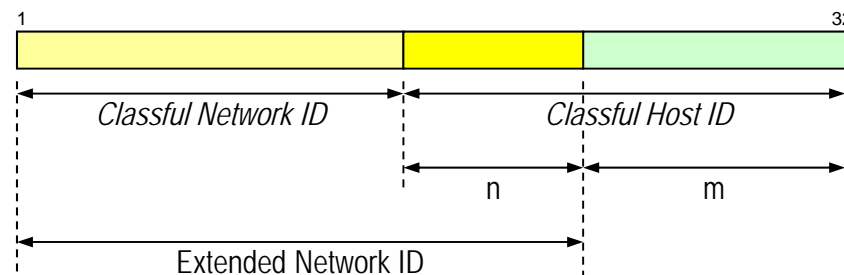 1 32
Classful Network ID Classful Host ID
n m
Extended Network ID